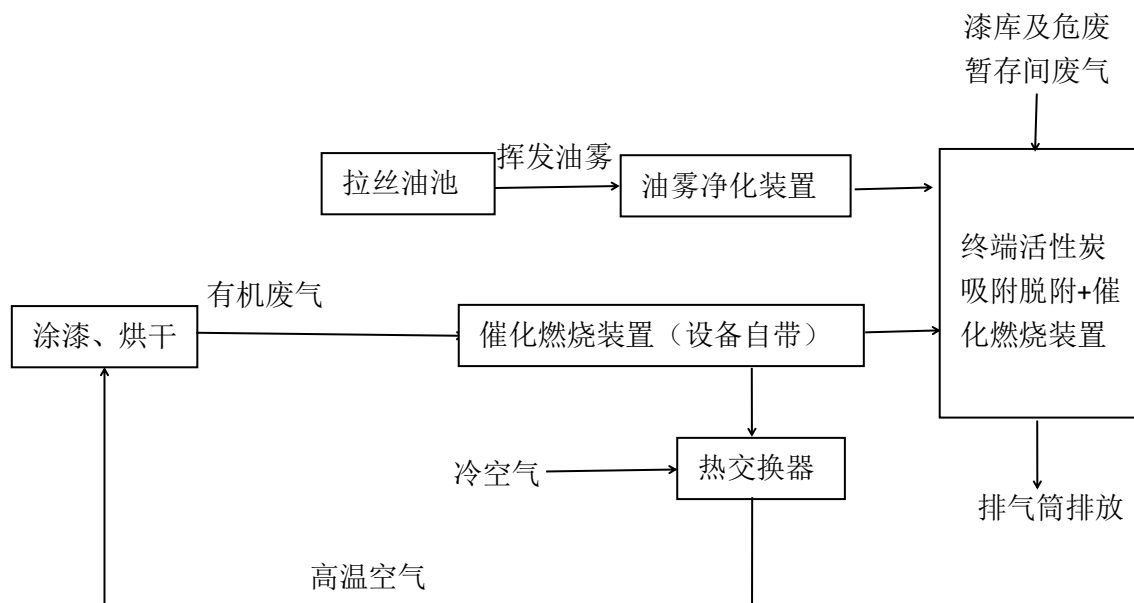 漆库及危废
暂存间废气
挥发油雾
拉丝油池
油雾净化装置
终端活性炭
吸附脱附+催
化燃烧装置
有机废气
涂漆、烘干
催化燃烧装置（设备自带）
冷空气
热交换器
排气筒排放
高温空气